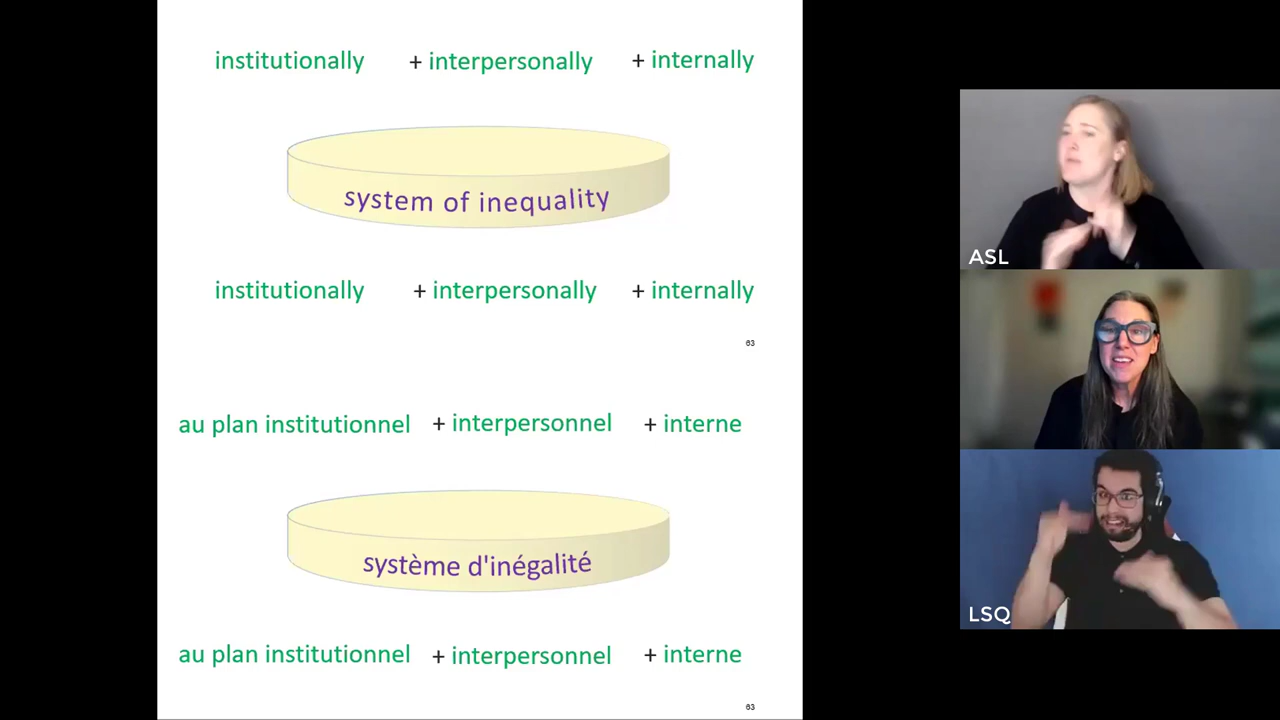 institutionally + interpersonally + internally
system of inequality
institutionally + interpersonally + internally
63
au plan institutionnel + interpersonnel + interne
système d'inégalité
au plan institutionnel + interpersonnel + interne
63
ASL
LSQ